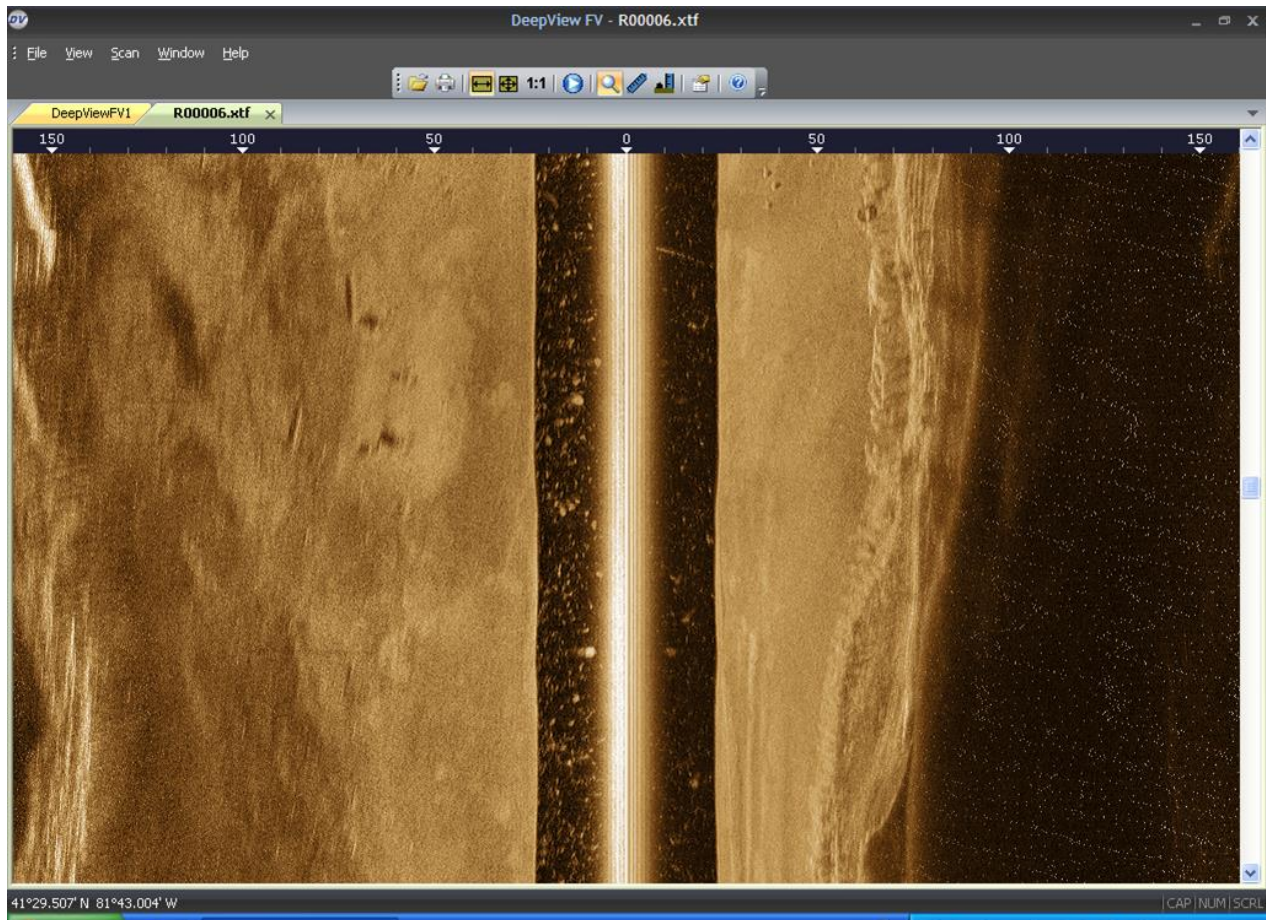 DV DeepView FV - R00006.xtf
File View Scan Window Help
1:1
DeepViewFV1 R00006.xtf
150 100 50 0 50 100 150
41°29.507' N 81°43.004' W CAP NUM SCRL